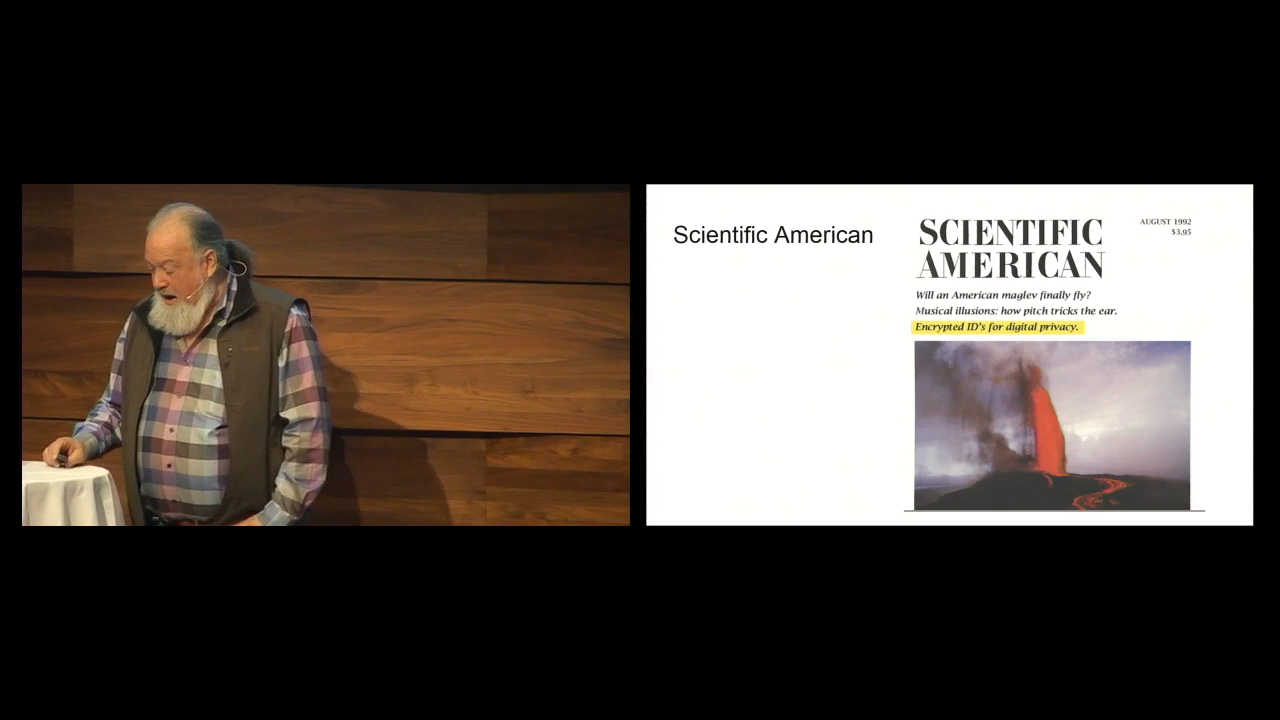 Scientific American
SCIENTIFIC
AMERICAN
AUGUST 1992
$3.95
Will an American maglev finally fly?
Musical illusions: how pitch tricks the ear.
Encrypted ID's for digital privacy.